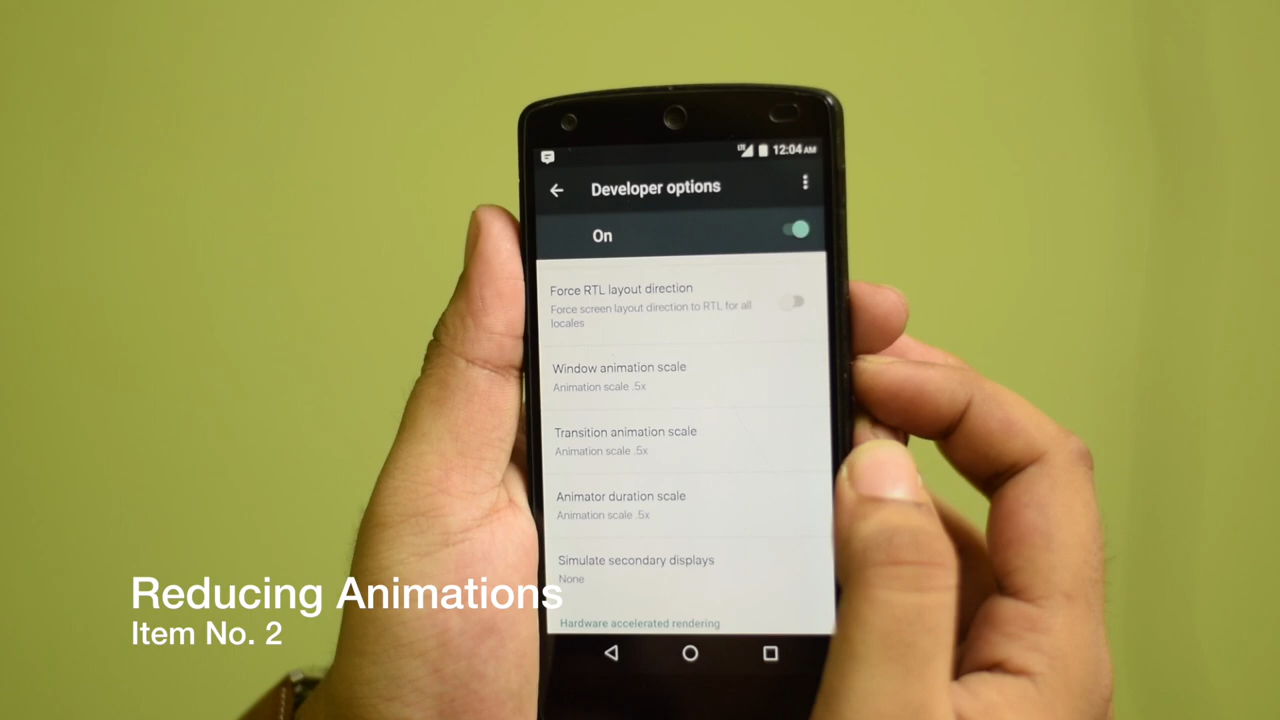 LTE 12:04 AM
Developer options
On
Force RTL layout direction
Force screen layout direction to RTL for all
locales
Window animation scale
Animation scale .5x
Transition animation scale
Animation scale .5x
Animator duration scale
Animation scale .5x
Simulate secondary displays
None
Hardware accelerated rendering
Reducing Animations
Item No. 2